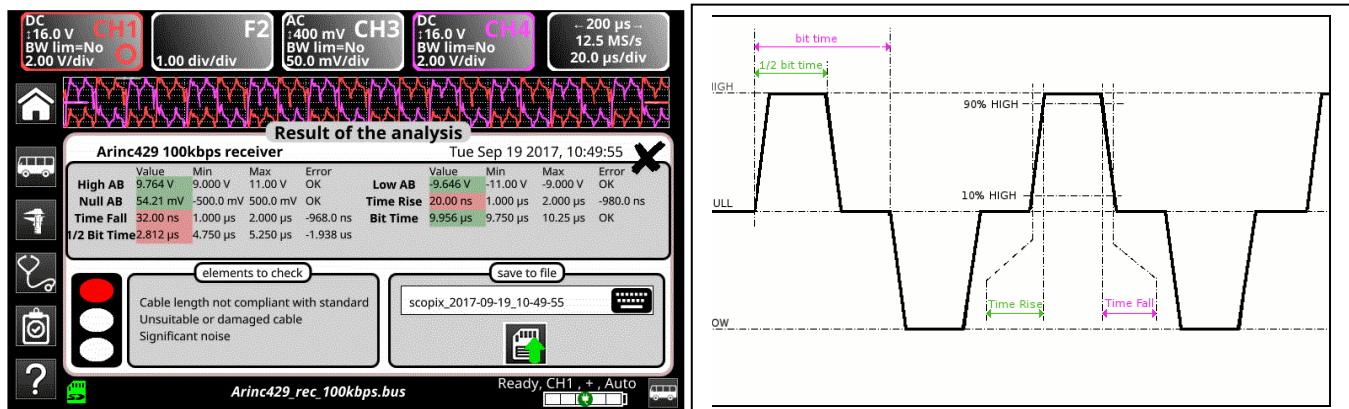 DC
↕16.0 V CH1
BW lim=No
2.00 V/div
F2
1.00 div/div
AC
↕400 mV CH3
BW lim=No
50.0 mV/div
DC
↕16.0 V CH4
BW lim=No
2.00 V/div
←200 µs→
12.5 MS/s
20.0 µs/div
Result of the analysis
Arinc429 100kbps receiver Tue Sep 19 2017, 10:49:55
Value Min Max Error Value Min Max Error
High AB 9.764 V 9.000 V 11.00 V OK Low AB -9.646 V -11.00 V -9.000 V OK
Null AB 54.21 mV -500.0 mV 500.0 mV OK Time Rise 20.00 ns 1.000 µs 2.000 µs -980.0 ns
Time Fall 32.00 ns 1.000 µs 2.000 µs -968.0 ns Bit Time 9.956 µs 9.750 µs 10.25 µs OK
1/2 Bit Time 2.812 µs 4.750 µs 5.250 µs -1.938 us
elements to check
Cable length not compliant with standard
Unsuitable or damaged cable
Significant noise
save to file
scopix_2017-09-19_10-49-55
?
Arinc429_rec_100kbps.bus
Ready, CH1 , + , Auto
bit time
1/2 bit time
IIGH
90% HIGH
10% HIGH
ULL
Time Rise
Time Fall
OW